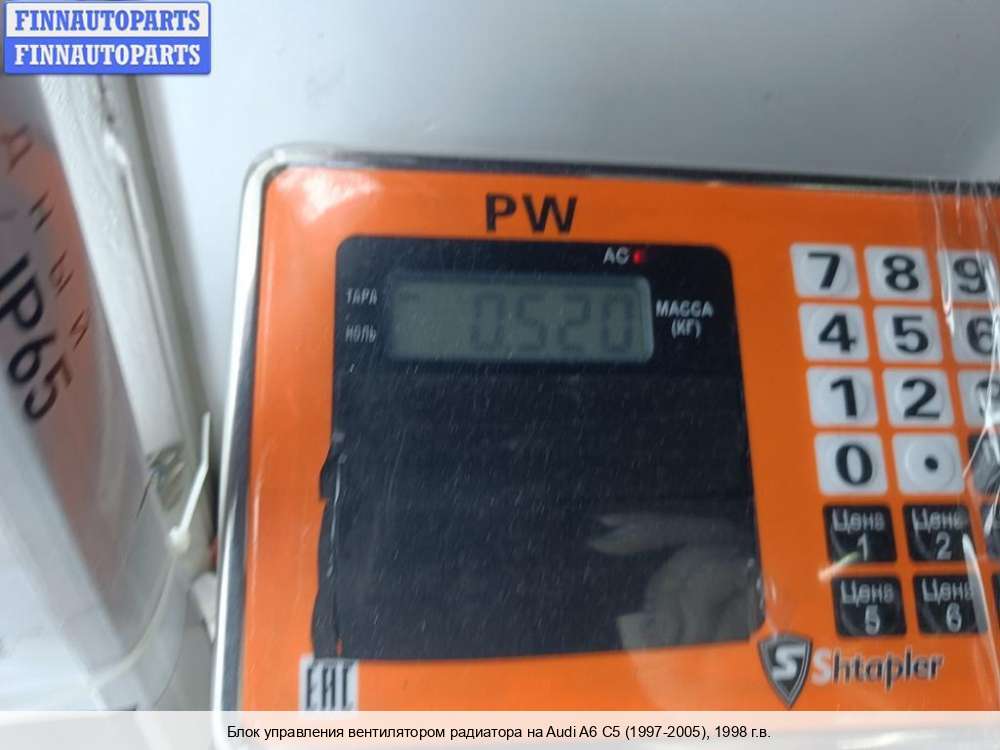 FINNAUTOPARTS
FINNAUTOPARTS
ДНЫЙ
IP65
PW
AC
ТАРА
НОЛЬ
0.520
МАССА
(КГ)
7 8 9
4 5 6
1 2 3
0 .
Цена 1
Цена 2
Цена 5
Цена 6
S Shtapler
EAC
Блок управления вентилятором радиатора на Audi A6 C5 (1997-2005), 1998 г.в.